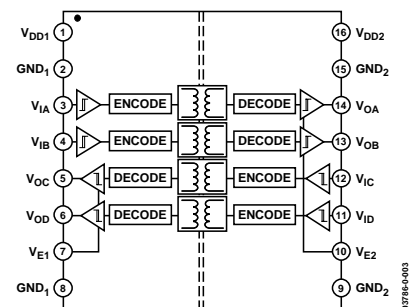 VDD1 1 16 VDD2
GND1 2 15 GND2
VIA 3 ENCODE DECODE 14 VOA
VIB 4 ENCODE DECODE 13 VOB
VOC 5 DECODE ENCODE 12 VIC
VOD 6 DECODE ENCODE 11 VID
VE1 7 10 VE2
GND1 8 9 GND2
03786-0-003